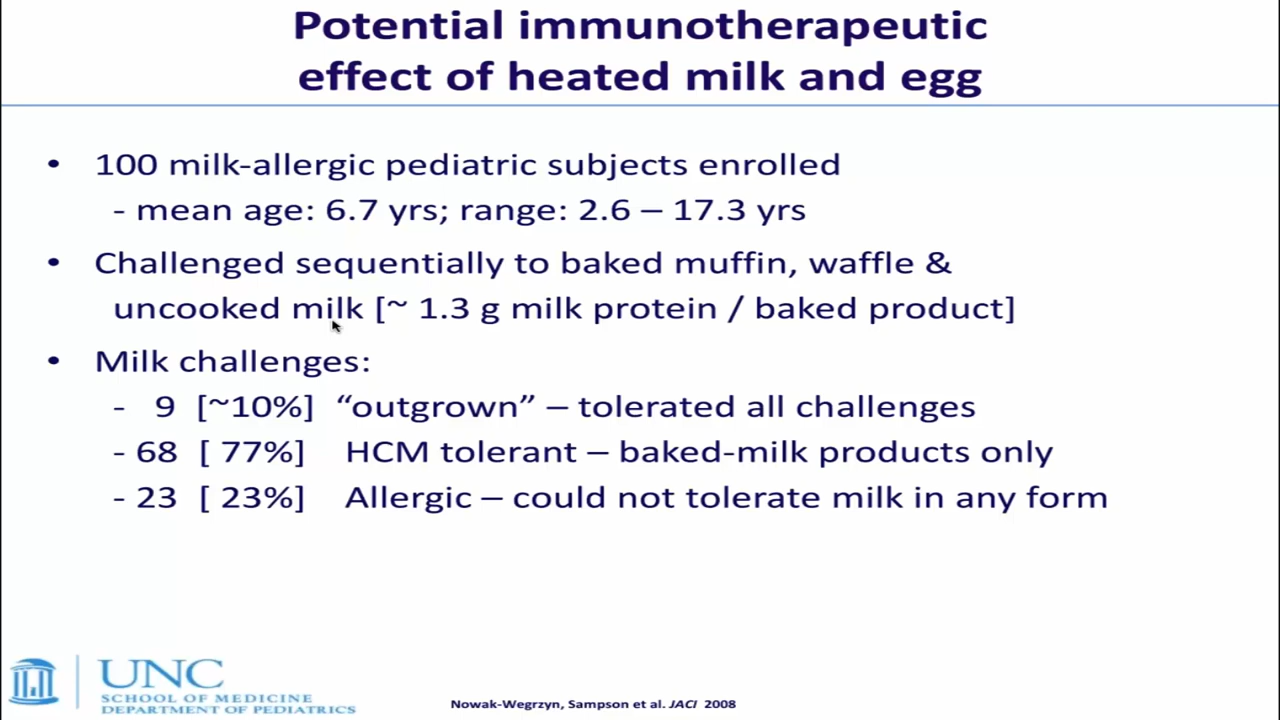 Potential immunotherapeutic
effect of heated milk and egg
• 100 milk-allergic pediatric subjects enrolled
- mean age: 6.7 yrs; range: 2.6 – 17.3 yrs
• Challenged sequentially to baked muffin, waffle &
uncooked milk [~ 1.3 g milk protein / baked product]
• Milk challenges:
- 9 [~10%] “outgrown” – tolerated all challenges
- 68 [ 77%] HCM tolerant – baked-milk products only
- 23 [ 23%] Allergic – could not tolerate milk in any form
UNC
SCHOOL OF MEDICINE
DEPARTMENT OF PEDIATRICS
Nowak-Wegrzyn, Sampson et al. JACI 2008